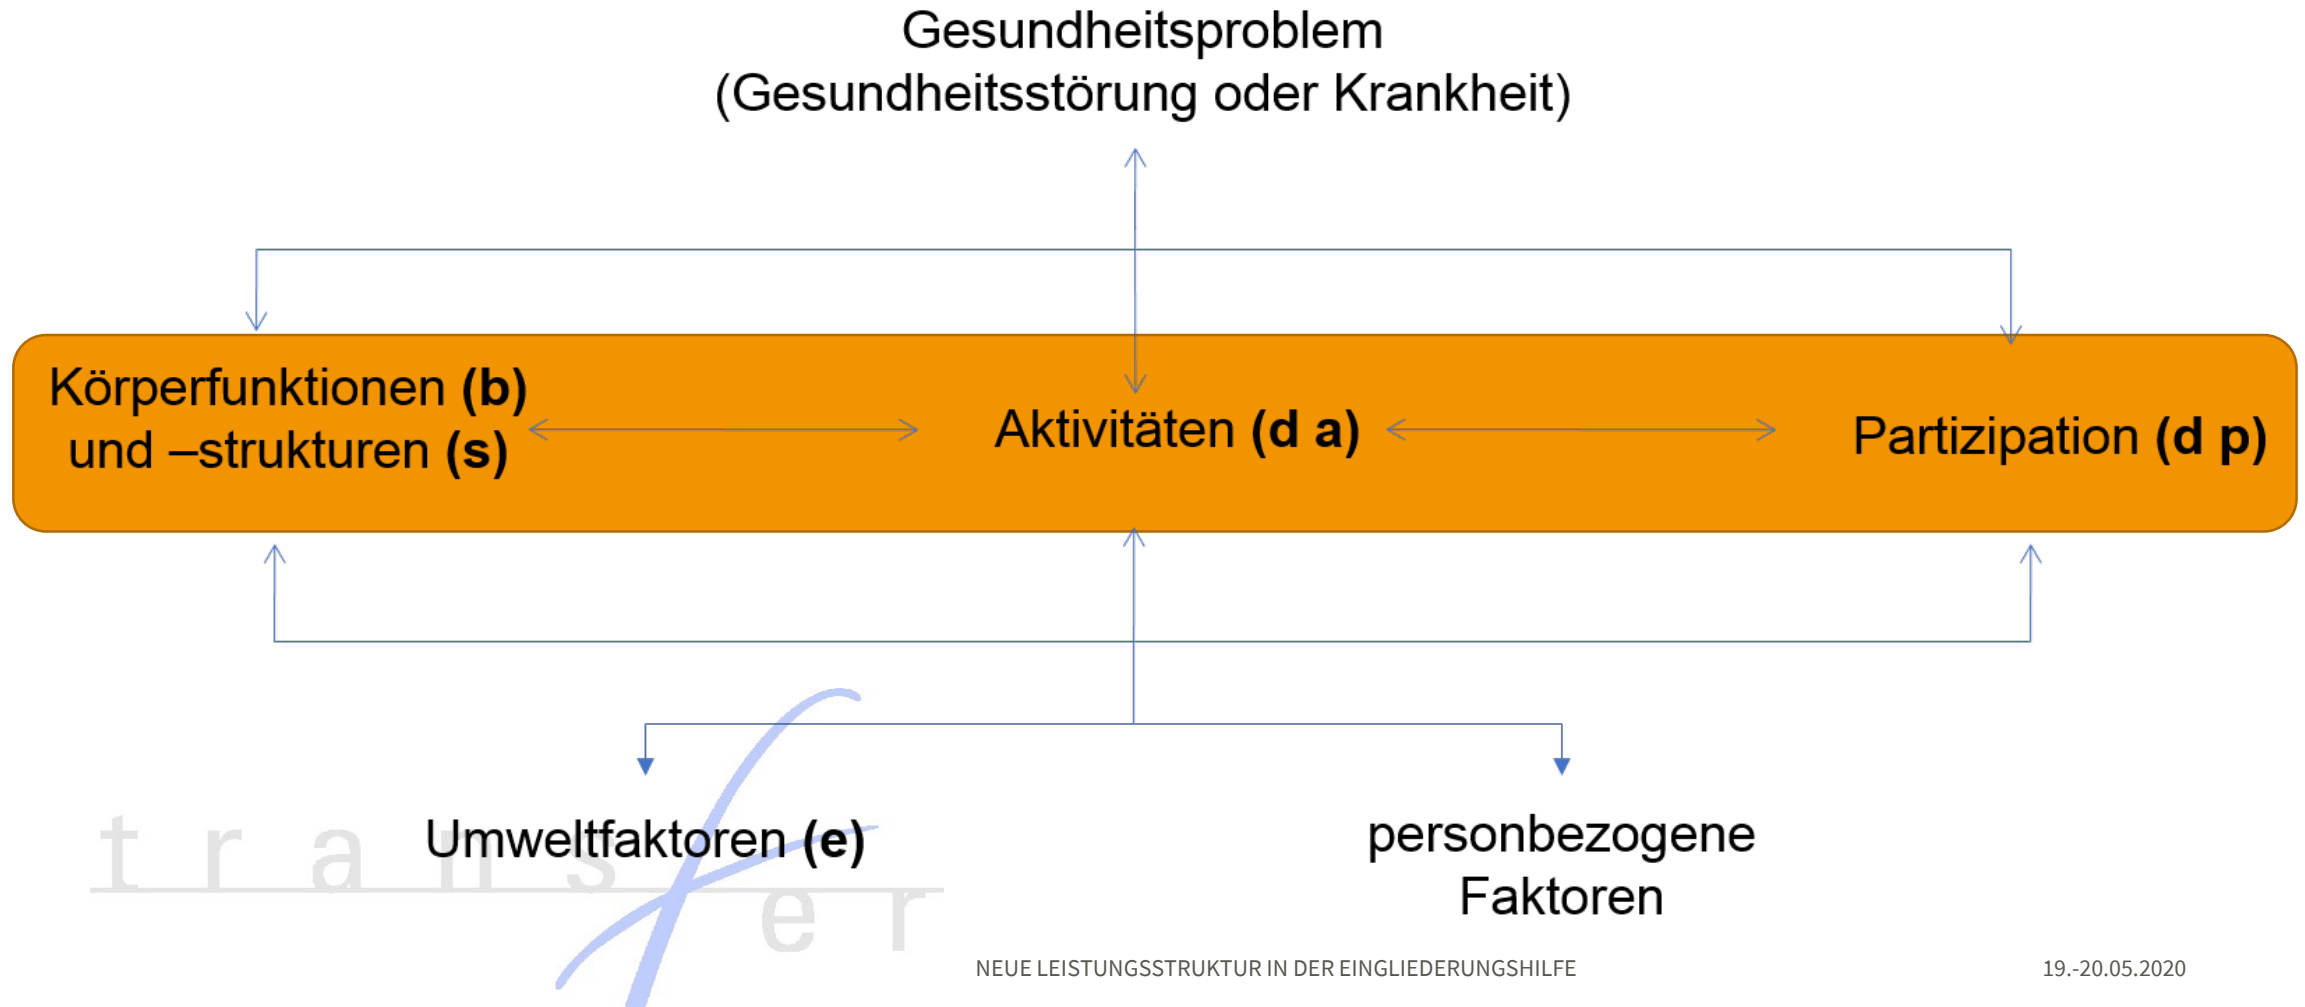 Gesundheitsproblem
(Gesundheitsstörung oder Krankheit)
Körperfunktionen (b)
und –strukturen (s)
Aktivitäten (d a)
Partizipation (d p)
Umweltfaktoren (e)
personbezogene
Faktoren
transfer
NEUE LEISTUNGSSTRUKTUR IN DER EINGLIEDERUNGSHILFE
19.-20.05.2020